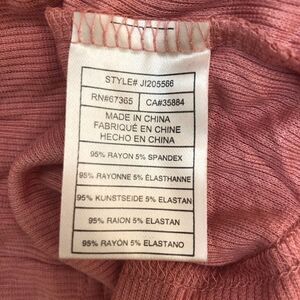 STYLE# JI205566
RN#67365 CA#35884
MADE IN CHINA
FABRIQUÉ EN CHINE
HECHO EN CHINA
95% RAYON 5% SPANDEX
95% RAYONNE 5% ÉLASTHANNE
95% KUNSTSEIDE 5% ELASTAN
95% RAION 5% ELASTAN
95% RAYÓN 5% ELASTANO